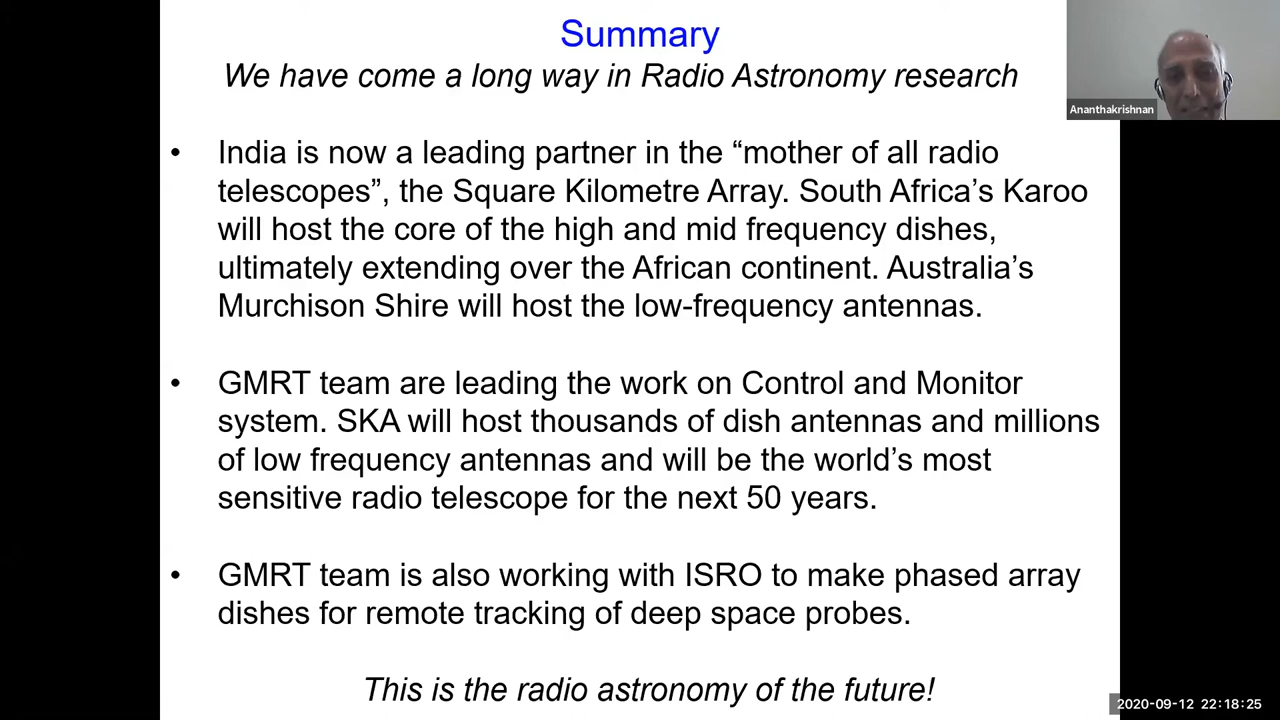 Summary
We have come a long way in Radio Astronomy research
Ananthakrishnan
• India is now a leading partner in the “mother of all radio
telescopes”, the Square Kilometre Array. South Africa’s Karoo
will host the core of the high and mid frequency dishes,
ultimately extending over the African continent. Australia’s
Murchison Shire will host the low-frequency antennas.
• GMRT team are leading the work on Control and Monitor
system. SKA will host thousands of dish antennas and millions
of low frequency antennas and will be the world’s most
sensitive radio telescope for the next 50 years.
• GMRT team is also working with ISRO to make phased array
dishes for remote tracking of deep space probes.
This is the radio astronomy of the future!
2020-09-12 22:18:25